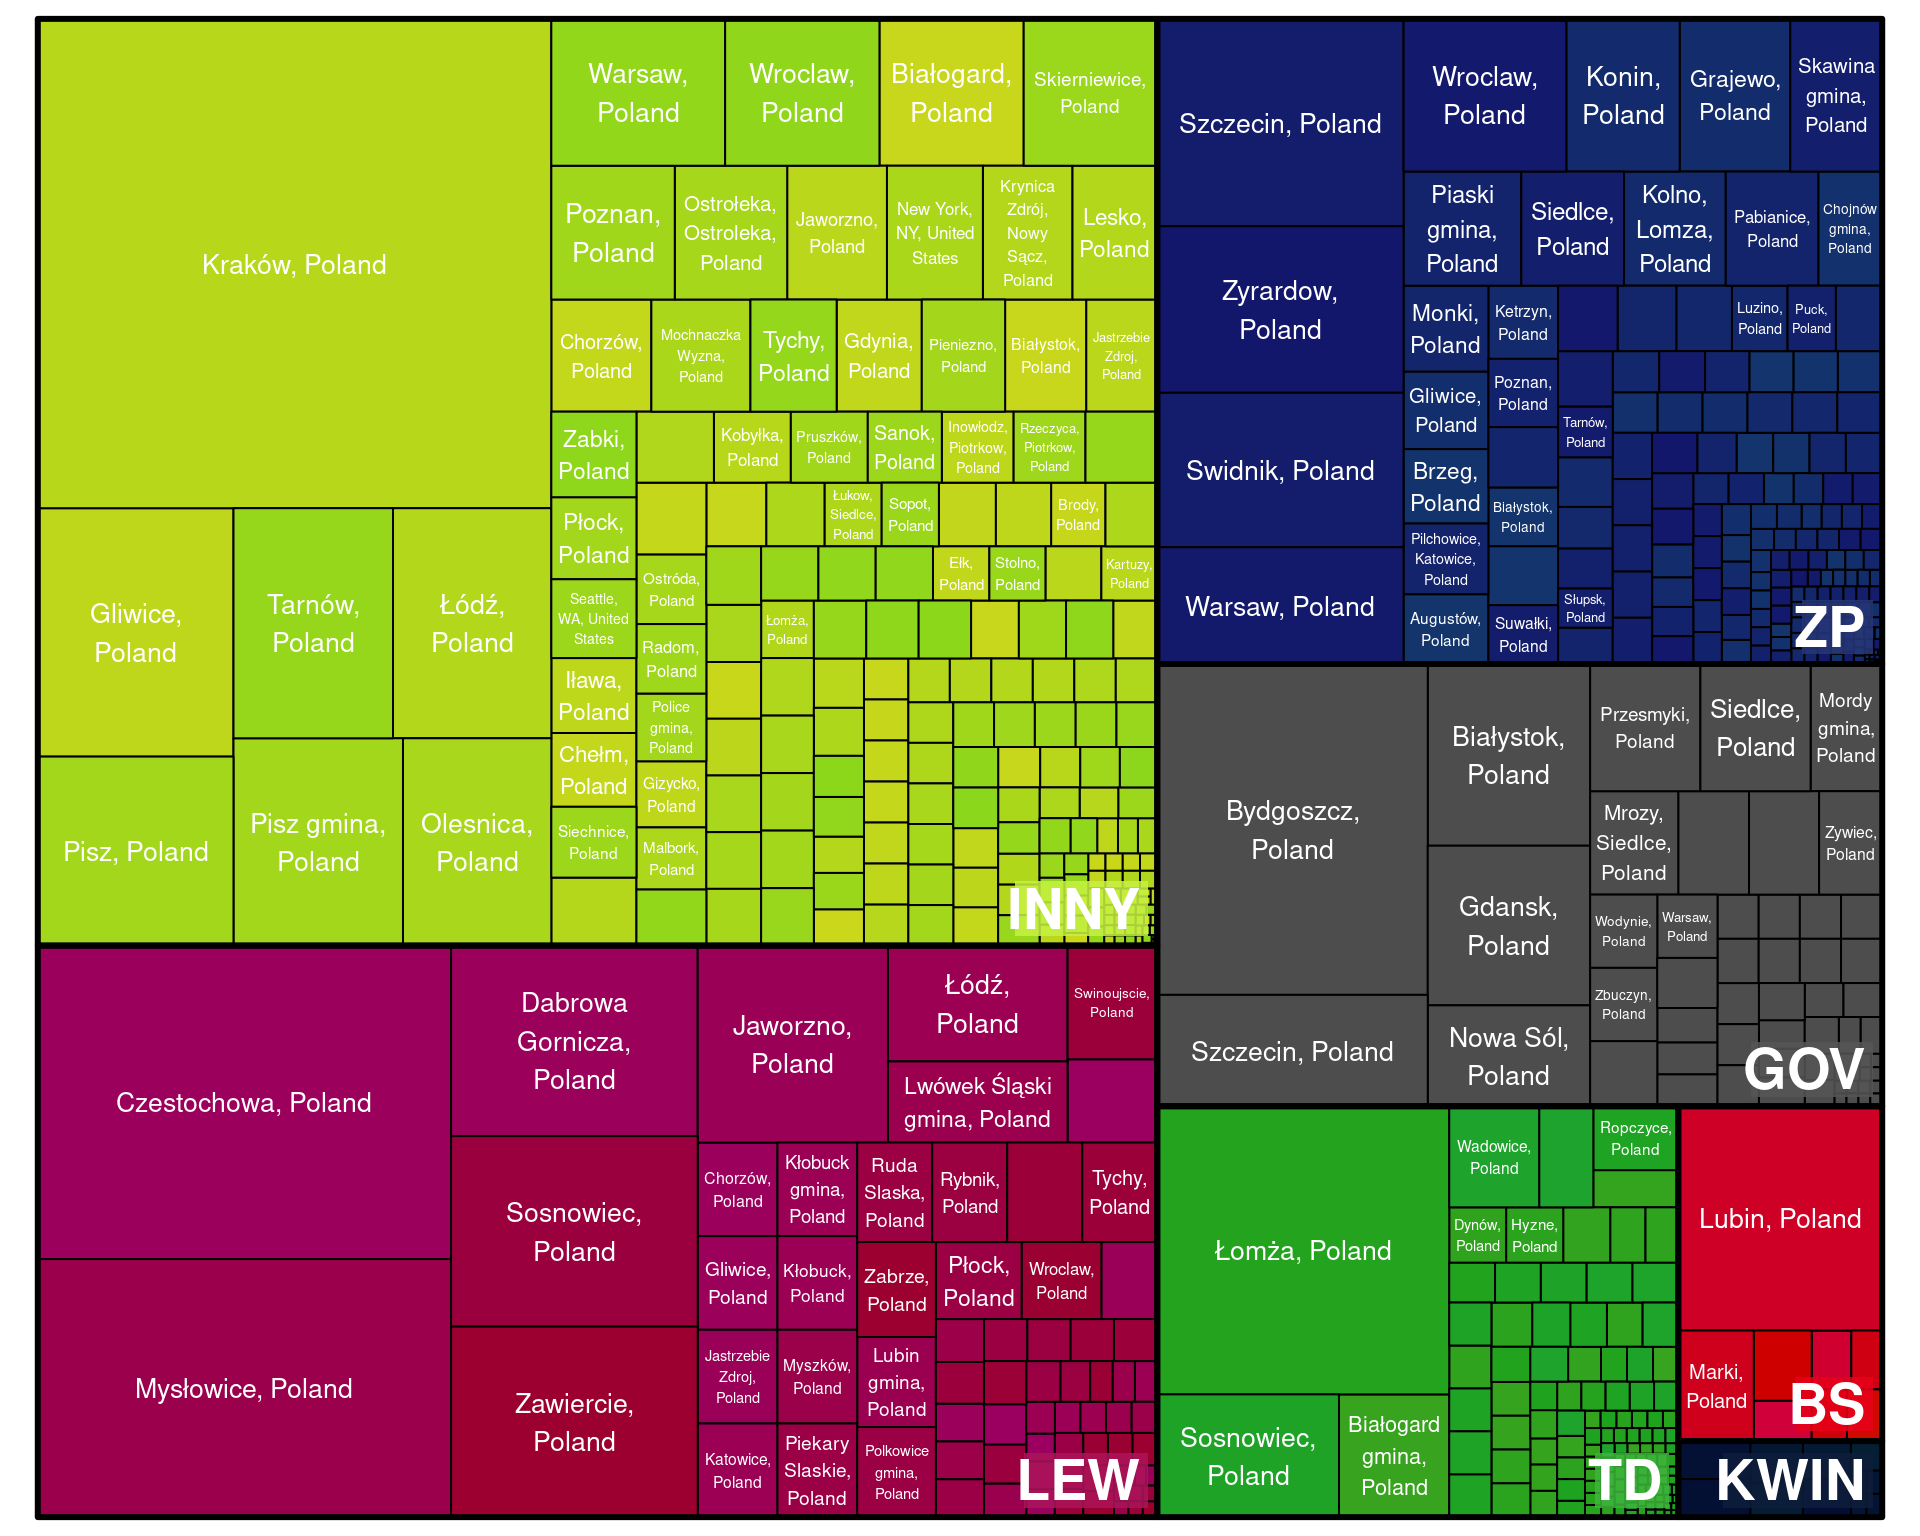 Kraków, Poland
Gliwice,
Poland
Tarnów,
Poland
Łódź,
Poland
Pisz, Poland
Pisz gmina,
Poland
Olesnica,
Poland
Warsaw,
Poland
Wroclaw,
Poland
Białogard,
Poland
Skierniewice,
Poland
Poznan,
Poland
Ostrołeka,
Ostroleka,
Poland
Jaworzno,
Poland
New York,
NY, United
States
Krynica
Zdrój,
Nowy
Sącz,
Poland
Lesko,
Poland
Chorzów,
Poland
Mochnaczka
Wyzna,
Poland
Tychy,
Poland
Gdynia,
Poland
Pieniezno,
Poland
Białystok,
Poland
Jastrzebie
Zdroj,
Poland
Zabki,
Poland
Kobyłka,
Poland
Pruszków,
Poland
Sanok,
Poland
Inowłodz,
Piotrkow,
Poland
Rzeczyca,
Piotrkow,
Poland
Płock,
Poland
Łukow,
Siedlce,
Poland
Sopot,
Poland
Brody,
Poland
Ostróda,
Poland
Ełk,
Poland
Stolno,
Poland
Kartuzy,
Poland
Seattle,
WA, United
States
Łomża,
Poland
Radom,
Poland
Iława,
Poland
Police
gmina,
Poland
Chełm,
Poland
Gizycko,
Poland
Siechnice,
Poland
Malbork,
Poland
INNY
Szczecin, Poland
Zyrardow,
Poland
Swidnik, Poland
Warsaw, Poland
Wroclaw,
Poland
Konin,
Poland
Grajewo,
Poland
Skawina
gmina,
Poland
Piaski
gmina,
Poland
Siedlce,
Poland
Kolno,
Lomza,
Poland
Pabianice,
Poland
Chojnów
gmina,
Poland
Monki,
Poland
Ketrzyn,
Poland
Luzino,
Poland
Puck,
Poland
Gliwice,
Poland
Poznan,
Poland
Tarnów,
Poland
Brzeg,
Poland
Białystok,
Poland
Pilchowice,
Katowice,
Poland
Augustów,
Poland
Suwałki,
Poland
Słupsk,
Poland
ZP
Bydgoszcz,
Poland
Szczecin, Poland
Białystok,
Poland
Gdansk,
Poland
Nowa Sól,
Poland
Przesmyki,
Poland
Siedlce,
Poland
Mordy
gmina,
Poland
Mrozy,
Siedlce,
Poland
Zywiec,
Poland
Wodynie,
Poland
Warsaw,
Poland
Zbuczyn,
Poland
GOV
Czestochowa, Poland
Mysłowice, Poland
Dabrowa
Gornicza,
Poland
Sosnowiec,
Poland
Zawiercie,
Poland
Jaworzno,
Poland
Łódź,
Poland
Swinoujscie,
Poland
Lwówek Śląski
gmina, Poland
Chorzów,
Poland
Kłobuck
gmina,
Poland
Ruda
Slaska,
Poland
Rybnik,
Poland
Tychy,
Poland
Gliwice,
Poland
Kłobuck,
Poland
Zabrze,
Poland
Płock,
Poland
Wroclaw,
Poland
Jastrzebie
Zdroj,
Poland
Myszków,
Poland
Lubin
gmina,
Poland
Katowice,
Poland
Piekary
Slaskie,
Poland
Polkowice
gmina,
Poland
LEW
Łomża, Poland
Sosnowiec,
Poland
Białogard
gmina,
Poland
Wadowice,
Poland
Ropczyce,
Poland
Dynów,
Poland
Hyzne,
Poland
TD
Lubin, Poland
Marki,
Poland
BS
KWIN